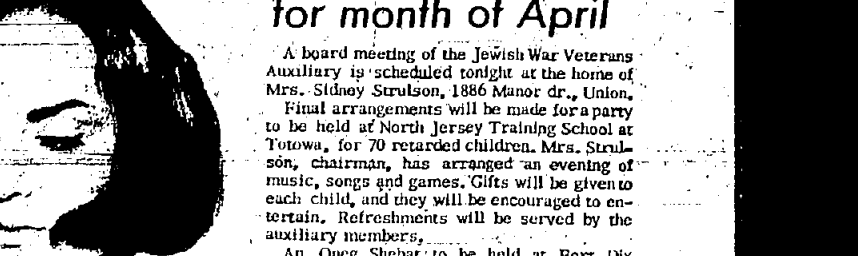 for month of April
A board meeting of the Jewish War Veterans
Auxiliary is scheduled tonight at the home of
Mrs. Sidney Strulson, 1886 Manor dr., Union.
Final arrangements will be made for a party
to be held at North Jersey Training School at
Totowa, for 70 retarded children. Mrs. Strul-
son, chairman, has arranged an evening of
music, songs and games. Gifts will be given to
each child, and they will be encouraged to en-
tertain. Refreshments will be served by the
auxiliary members.
An Oneg Shabat to be held at Fort Dix